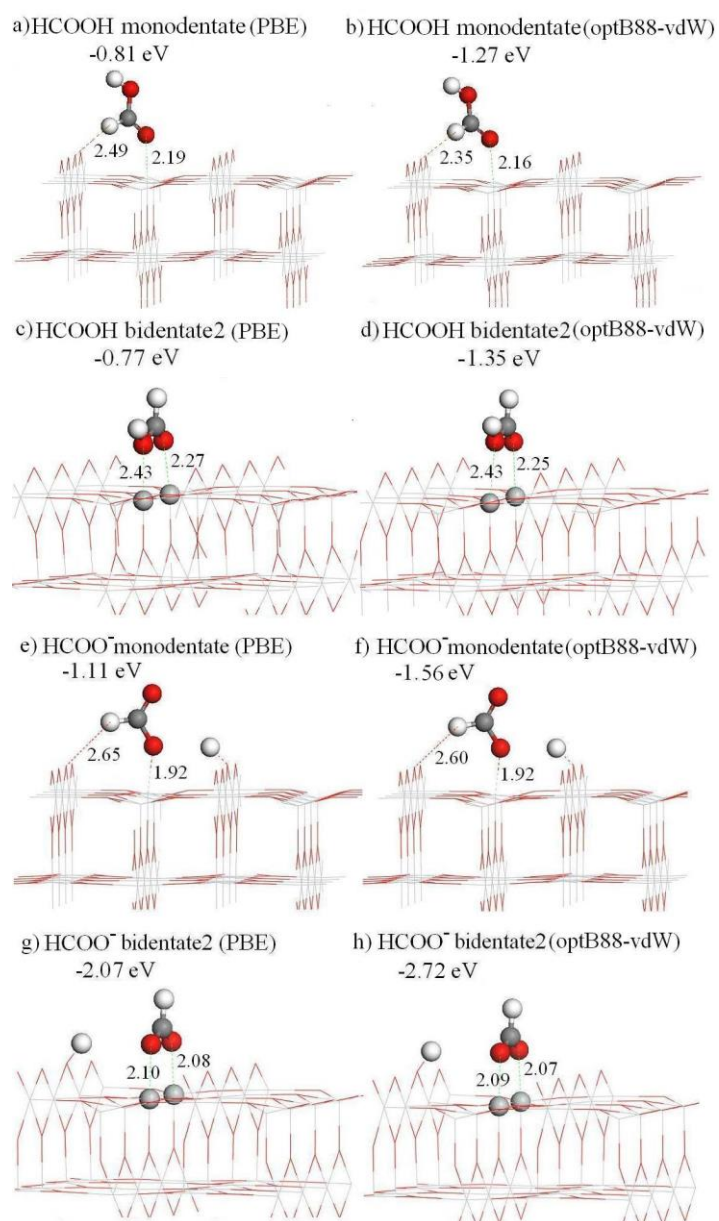 a)HCOOH monodentate (PBE)
-0.81 eV
b) HCOOH monodentate(optB88-vdW)
-1.27 eV
2.49
2.19
2.35
2.16
c) HCOOH bidentate2 (PBE)
-0.77 eV
d) HCOOH bidentate2 (optB88-vdW)
-1.35 eV
2.43
2.27
2.43
2.25
e) HCOO⁻monodentate (PBE)
-1.11 eV
f) HCOO⁻monodentate(optB88-vdW)
-1.56 eV
2.65
1.92
2.60
1.92
g) HCOO⁻ bidentate2 (PBE)
-2.07 eV
h) HCOO⁻ bidentate2(optB88-vdW)
-2.72 eV
2.10
2.08
2.09
2.07